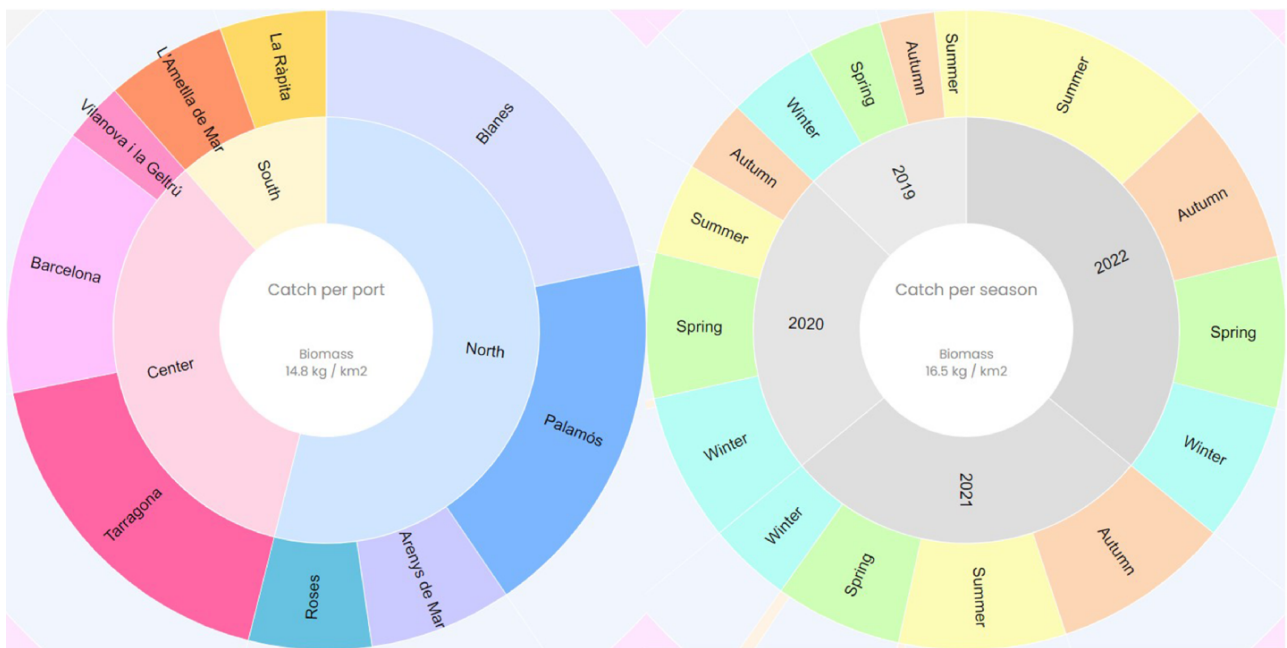 Blanes
Palamós
Arenys de Mar
Roses
Tarragona
Barcelona
Vilanova i la Geltrú
L'Ametlla de Mar
La Ràpita
North
Center
South
Catch per port
Biomass
14.8 kg / km2
Summer
Autumn
Spring
Winter
Autumn
Summer
Spring
Winter
Winter
Spring
Summer
Autumn
Winter
Spring
Autumn
Summer
2022
2021
2020
2019
Catch per season
Biomass
16.5 kg / km2